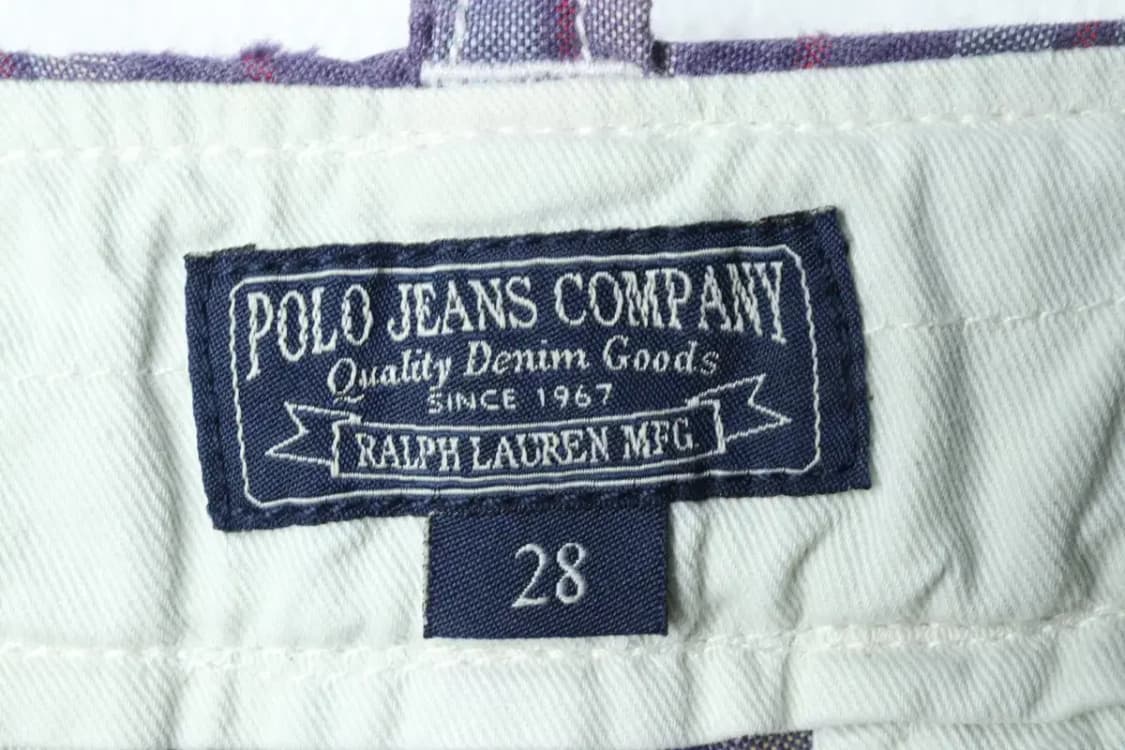 POLO JEANS COMPANY
Quality Denim Goods
SINCE 1967
RALPH LAUREN MFG
28